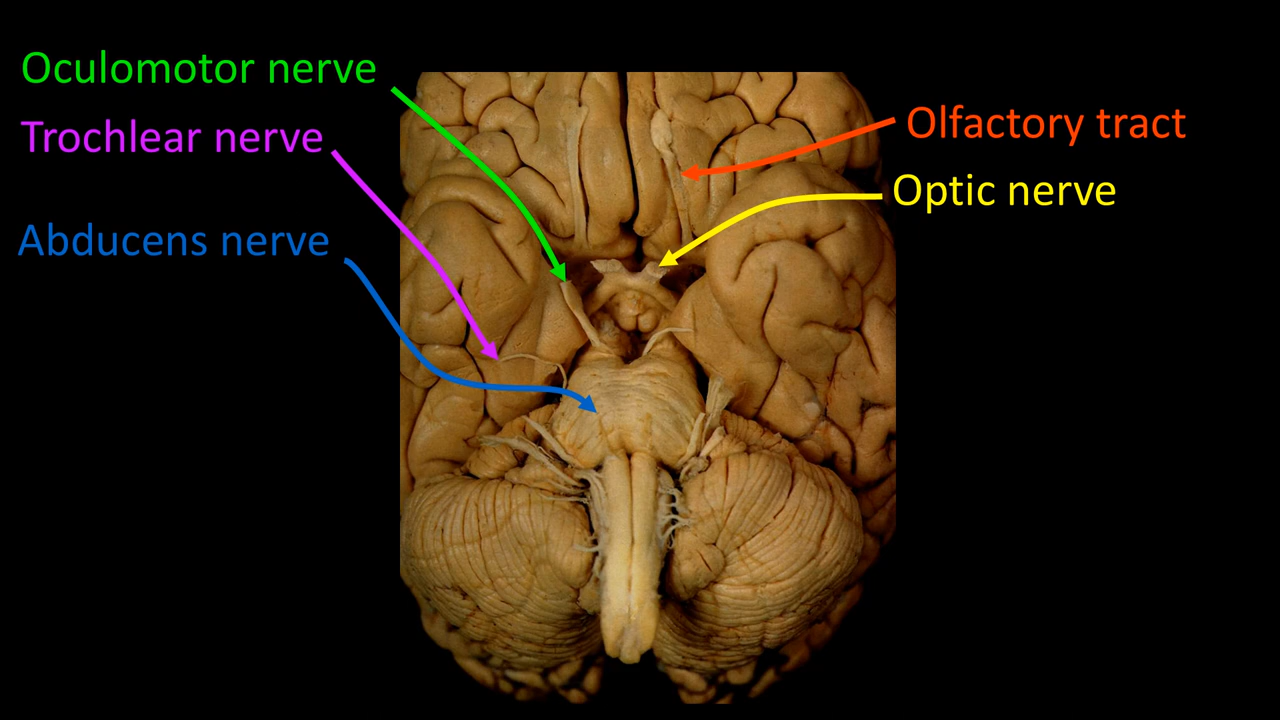 Oculomotor nerve
Trochlear nerve
Abducens nerve
Olfactory tract
Optic nerve